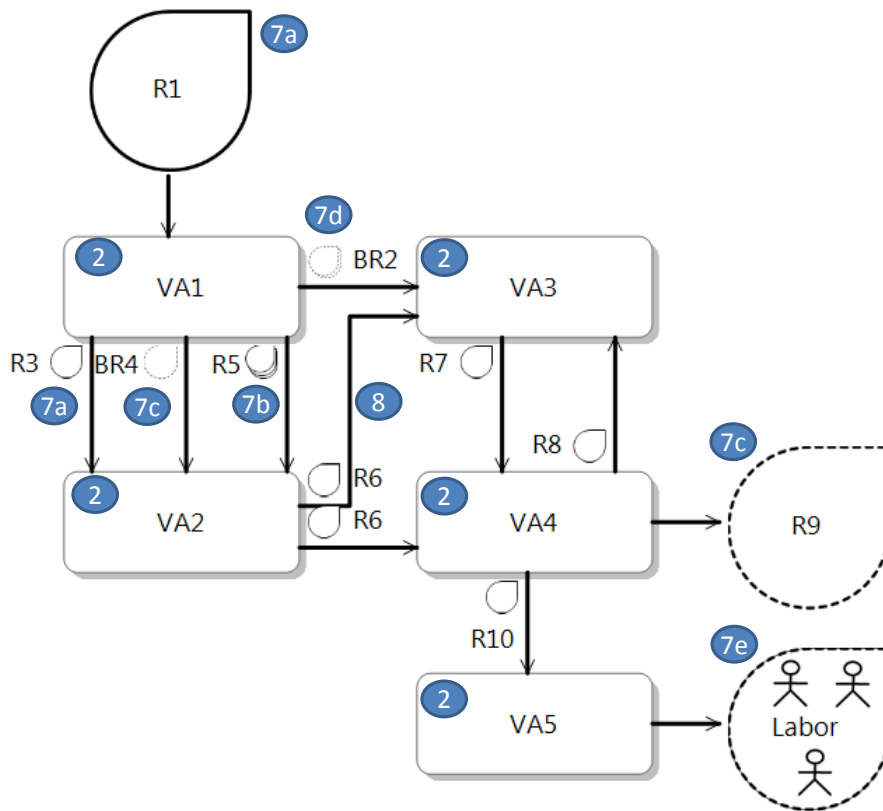 7a
R1
7d
2
VA1
BR2
2
VA3
R3
BR4
R5
R7
7a
7c
7b
8
R8
7c
2
VA2
R6
R6
2
VA4
R9
R10
7e
2
VA5
Labor